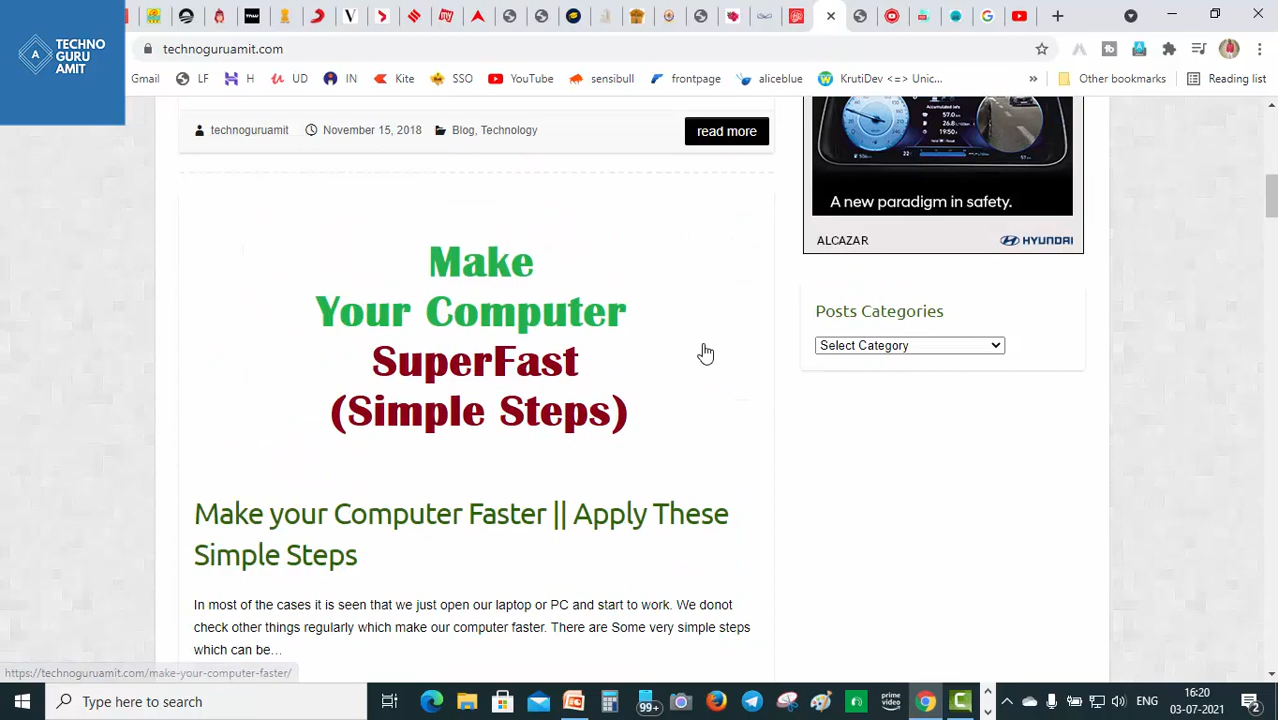 TECHNO
GURU
AMIT
A
technoguruamit.com
Gmail
LF
H
UD
IN
Kite
SSO
YouTube
sensibull
frontpage
aliceblue
KrutiDev <=> Unic...
»
Other bookmarks
Reading list
technoguruamit
November 15, 2018
Blog, Technology
read more
A new paradigm in safety.
ALCAZAR
HYUNDAI
Make
Your Computer
SuperFast
(Simple Steps)
Posts Categories
Select Category
Make your Computer Faster || Apply These
Simple Steps
In most of the cases it is seen that we just open our laptop or PC and start to work. We donot
check other things regularly which make our computer faster. There are Some very simple steps
which can be...
https://technoguruamit.com/make-your-computer-faster/
Type here to search
99+
prime
video
ENG
16:20
03-07-2021
2